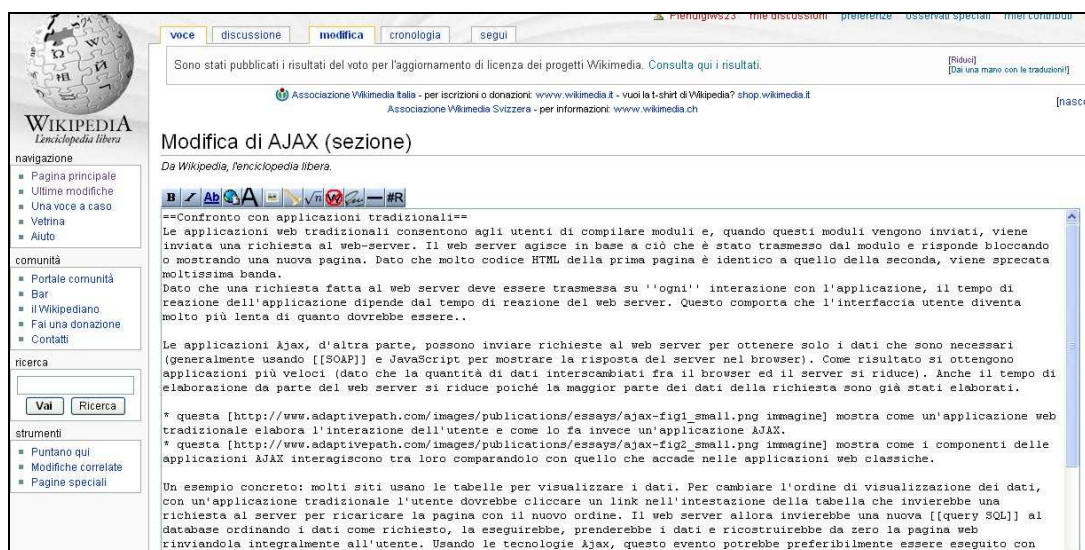 Pierluigiws23 mie discussioni preferenze osservati speciali miei contributi
voce discussione modifica cronologia segui
Sono stati pubblicati i risultati del voto per l'aggiornamento di licenza dei progetti Wikimedia. Consulta qui i risultati.
[Riduci]
[Dai una mano con le traduzioni!]
Associazione Wikimedia Italia - per iscrizioni o donazioni: www.wikimedia.it - vuoi la t-shirt di Wikipedia? shop.wikimedia.it
Associazione Wikimedia Svizzera - per informazioni: www.wikimedia.ch
[nasc
WIKIPEDIA
L'enciclopedia libera
navigazione
Pagina principale
Ultime modifiche
Una voce a caso
Vetrina
Aiuto
comunità
Portale comunità
Bar
il Wikipediano
Fai una donazione
Contatti
ricerca
Vai Ricerca
strumenti
Puntano qui
Modifiche correlate
Pagine speciali
Modifica di AJAX (sezione)
Da Wikipedia, l'enciclopedia libera.
B I Ab A √n W — #R
==Confronto con applicazioni tradizionali==
Le applicazioni web tradizionali consentono agli utenti di compilare moduli e, quando questi moduli vengono inviati, viene
inviata una richiesta al web-server. Il web server agisce in base a ciò che è stato trasmesso dal modulo e risponde bloccando
o mostrando una nuova pagina. Dato che molto codice HTML della prima pagina è identico a quello della seconda, viene sprecata
moltissima banda.
Dato che una richiesta fatta al web server deve essere trasmessa su ''ogni'' interazione con l'applicazione, il tempo di
reazione dell'applicazione dipende dal tempo di reazione del web server. Questo comporta che l'interfaccia utente diventa
molto più lenta di quanto dovrebbe essere..
Le applicazioni Ajax, d'altra parte, possono inviare richieste al web server per ottenere solo i dati che sono necessari
(generalmente usando [[SOAP]] e JavaScript per mostrare la risposta del server nel browser). Come risultato si ottengono
applicazioni più veloci (dato che la quantità di dati interscambiati fra il browser ed il server si riduce). Anche il tempo di
elaborazione da parte del web server si riduce poiché la maggior parte dei dati della richiesta sono già stati elaborati.
* questa [http://www.adaptivepath.com/images/publications/essays/ajax-fig1_small.png immagine] mostra come un'applicazione web
tradizionale elabora l'interazione dell'utente e come lo fa invece un'applicazione AJAX.
* questa [http://www.adaptivepath.com/images/publications/essays/ajax-fig2_small.png immagine] mostra come i componenti delle
applicazioni AJAX interagiscono tra loro comparandolo con quello che accade nelle applicazioni web classiche.
Un esempio concreto: molti siti usano le tabelle per visualizzare i dati. Per cambiare l'ordine di visualizzazione dei dati,
con un'applicazione tradizionale l'utente dovrebbe cliccare un link nell'intestazione della tabella che invierebbe una
richiesta al server per ricaricare la pagina con il nuovo ordine. Il web server allora invierebbe una nuova [[query SQL]] al
database ordinando i dati come richiesto, la eseguirebbe, prenderebbe i dati e ricostruirebbe da zero la pagina web
rinviandola integralmente all'utente. Usando le tecnologie Ajax, questo evento potrebbe preferibilmente essere eseguito con